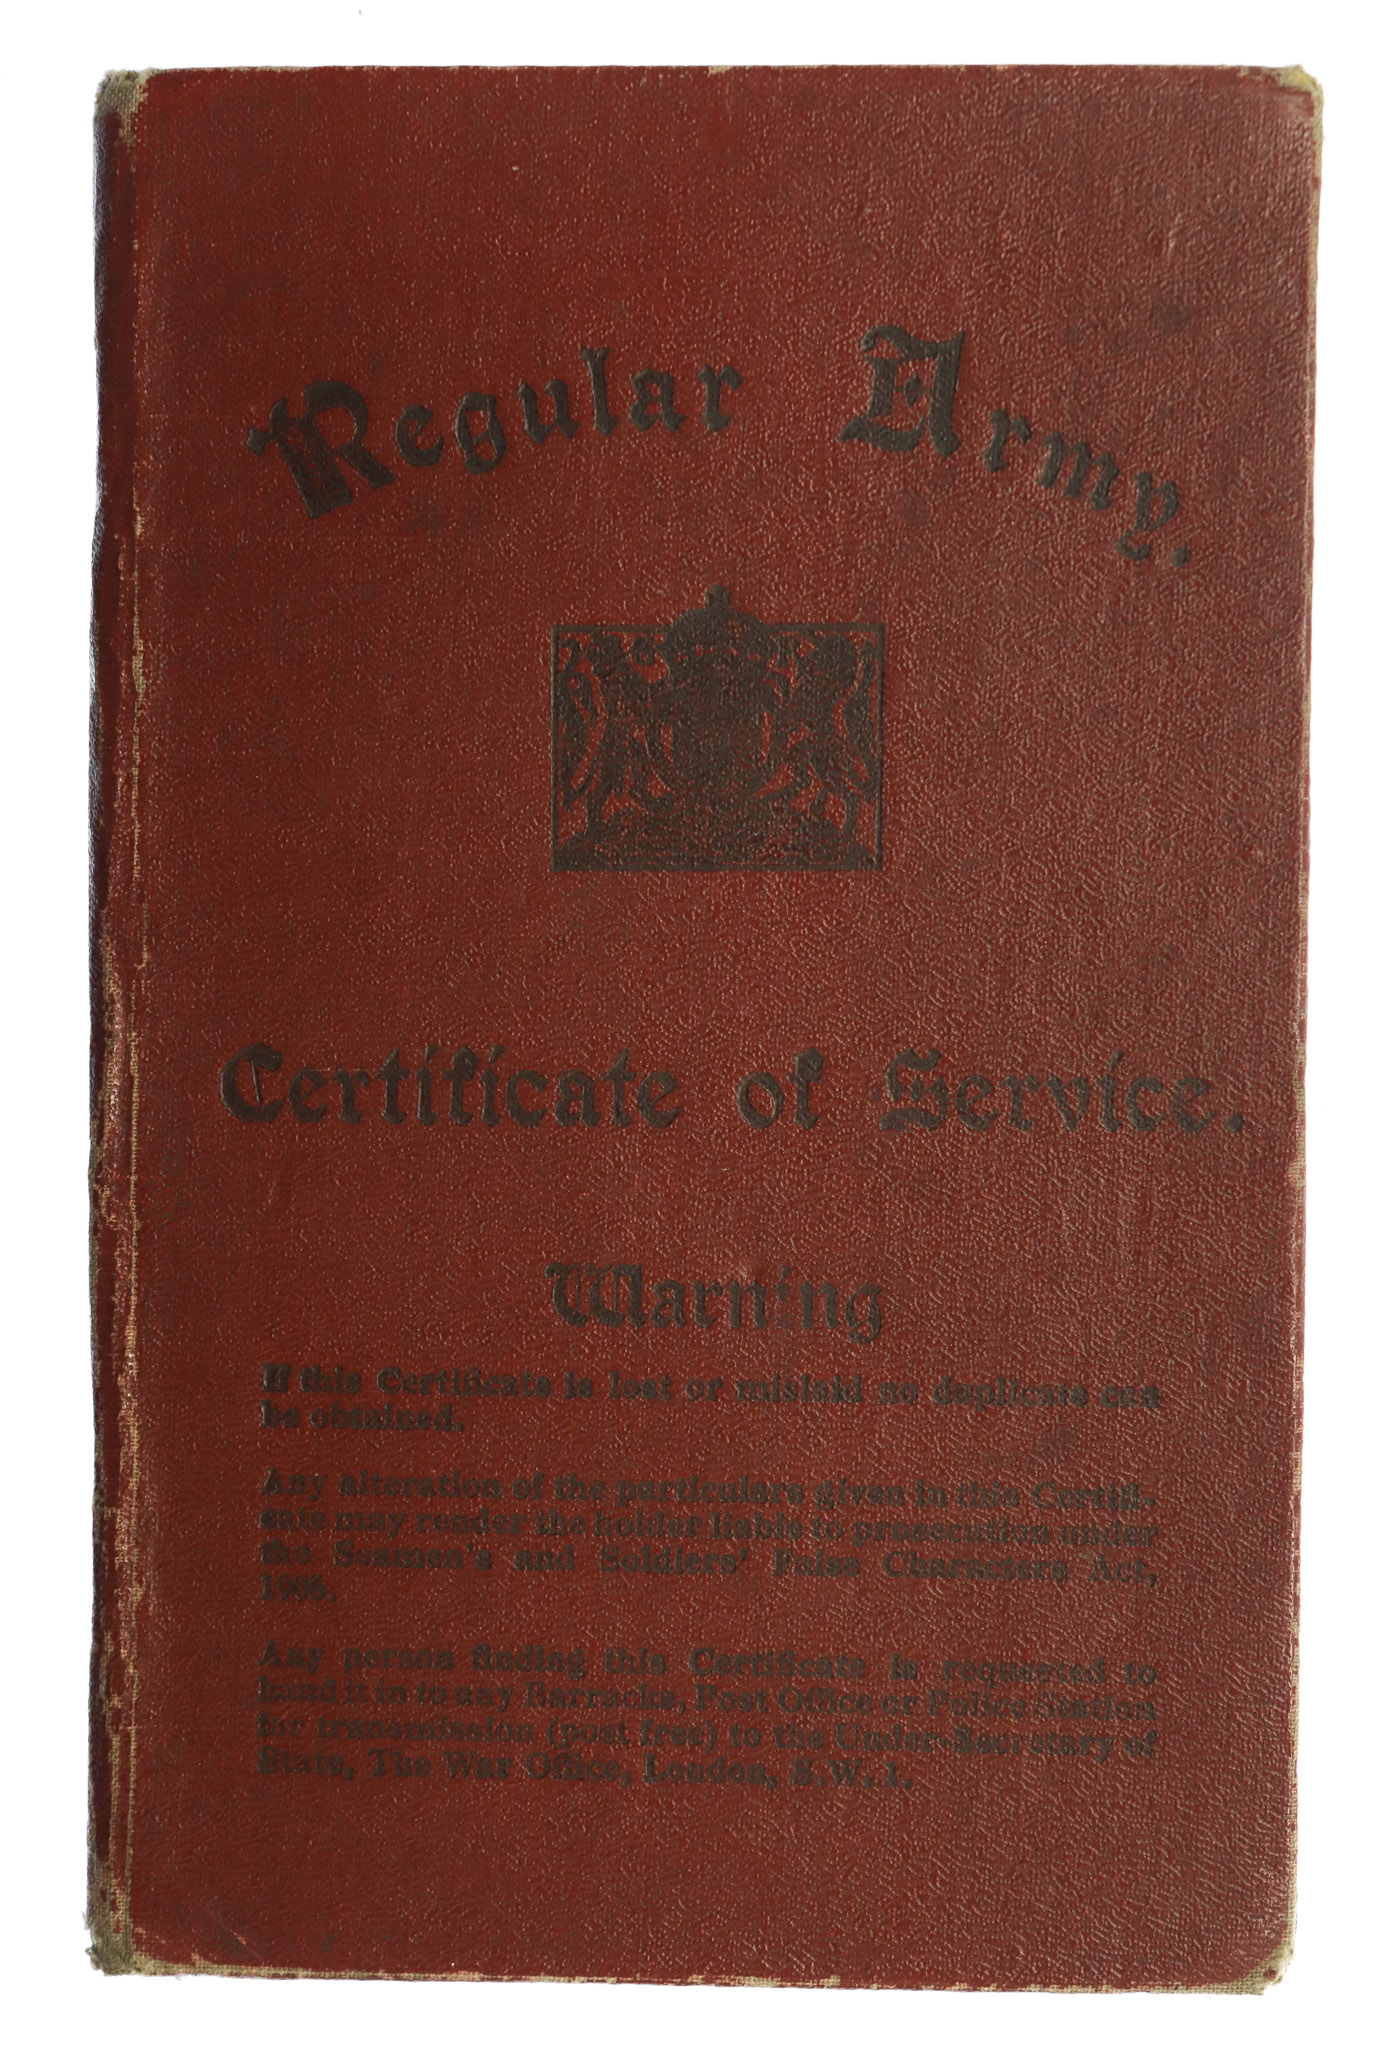 Regular Army.
G R
Certificate of Service.
Warning
If this Certificate is lost or mislaid no duplicate can
be obtained.
Any alteration of the particulars given in this Certifi-
cate may render the holder liable to prosecution under
the Seamen's and Soldiers' False Characters Act,
1906.
Any person finding this Certificate is requested to
hand it in to any Barracks, Post Office or Police Station
for transmission (post free) to the Under-Secretary of
State, The War Office, London, S.W. 1.